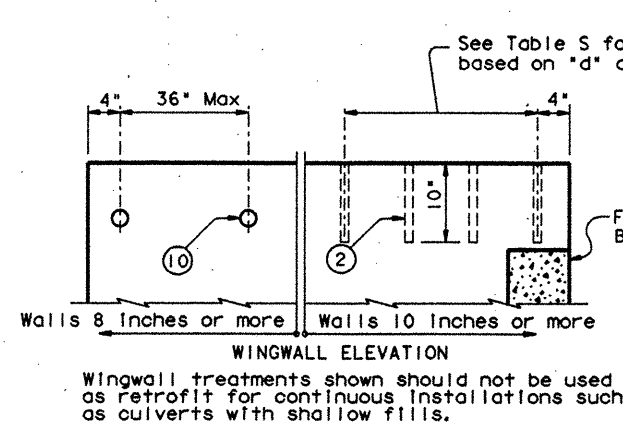 See Table S fo
based on "d" o
4" 36" Max 4"
10"
F
B
10 2
Walls 8 inches or more Walls 10 inches or more
WINGWALL ELEVATION
Wingwall treatments shown should not be used
as retrofit for continuous installations such
as culverts with shallow fills.